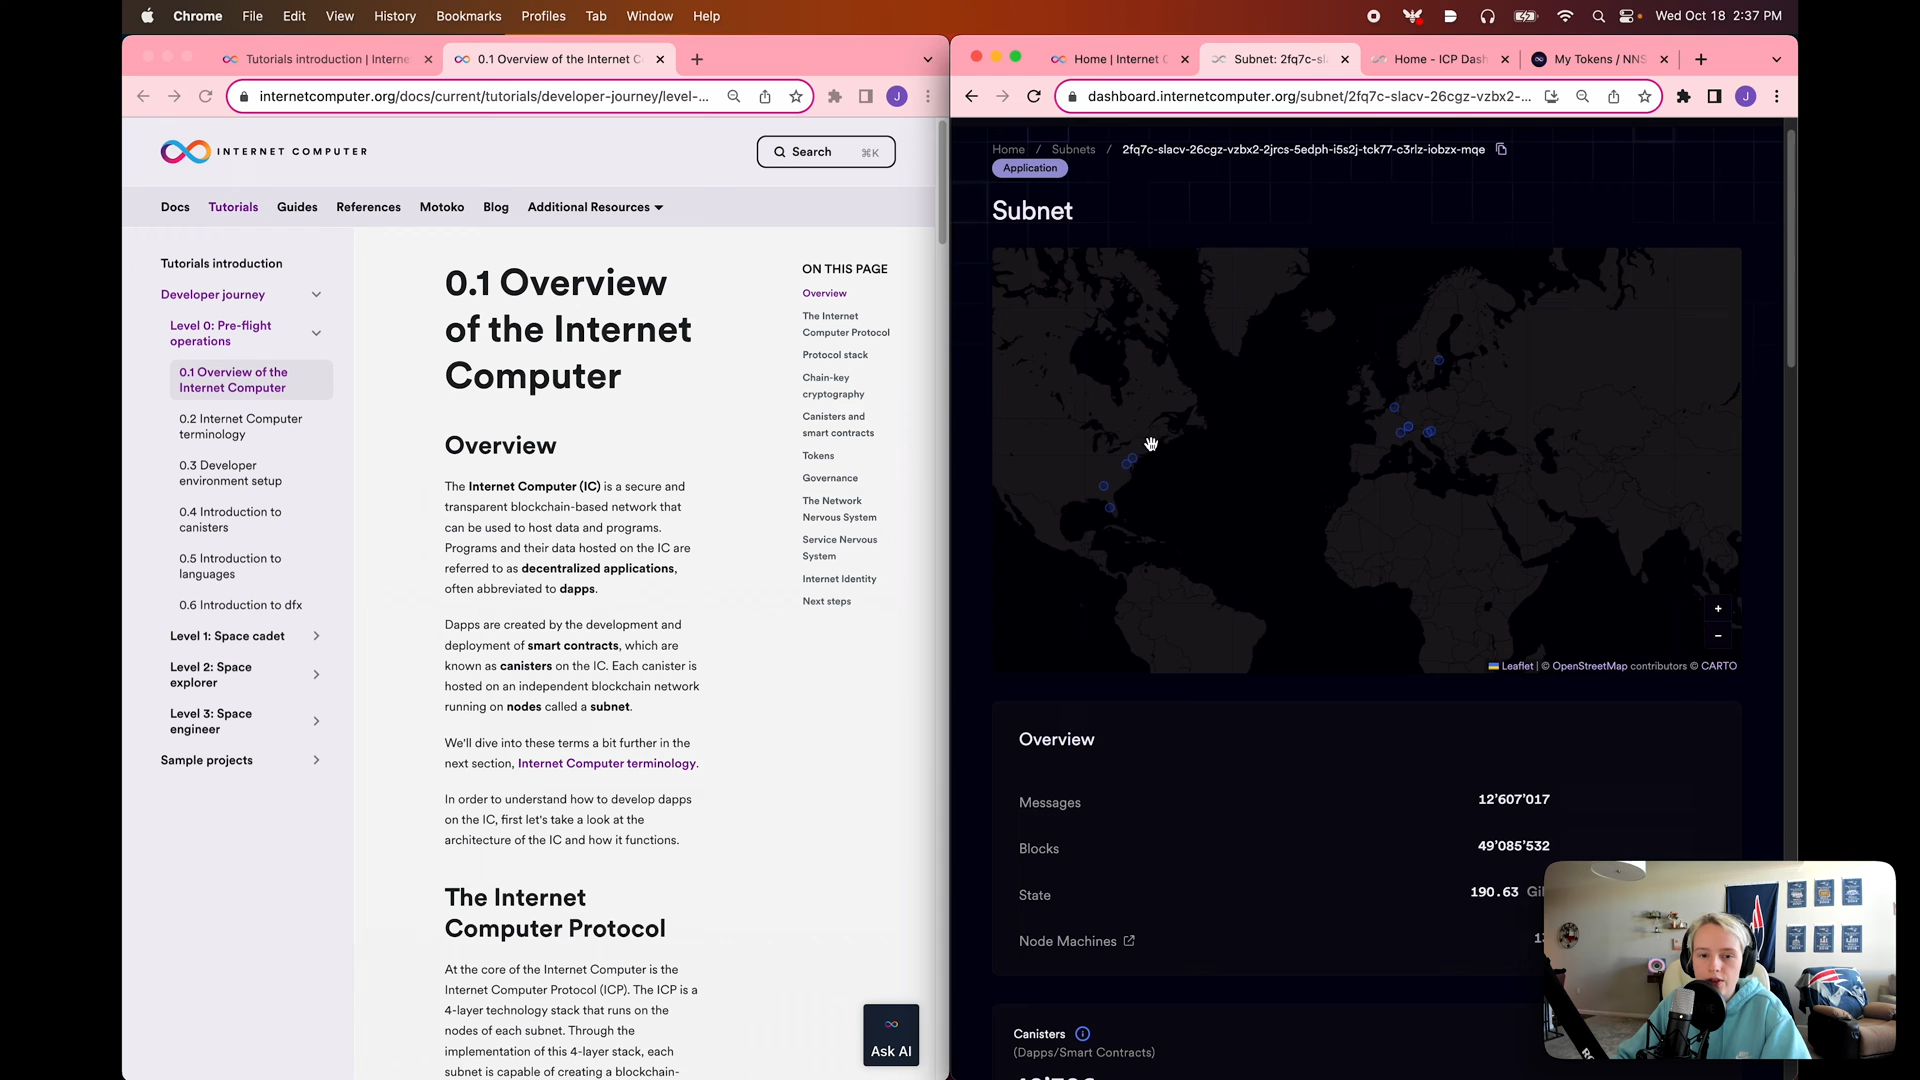 Chrome File Edit View History Bookmarks Profiles Tab Window Help
Wed Oct 18 2:37 PM
Tutorials introduction | Interne
0.1 Overview of the Internet C
internetcomputer.org/docs/current/tutorials/developer-journey/level-...
J
INTERNET COMPUTER
Search ⌘K
Docs Tutorials Guides References Motoko Blog Additional Resources
Tutorials introduction
Developer journey
Level 0: Pre-flight
operations
0.1 Overview of the
Internet Computer
0.2 Internet Computer
terminology
0.3 Developer
environment setup
0.4 Introduction to
canisters
0.5 Introduction to
languages
0.6 Introduction to dfx
Level 1: Space cadet
Level 2: Space
explorer
Level 3: Space
engineer
Sample projects
0.1 Overview
of the Internet
Computer
Overview
The Internet Computer (IC) is a secure and
transparent blockchain-based network that
can be used to host data and programs.
Programs and their data hosted on the IC are
referred to as decentralized applications,
often abbreviated to dapps.
Dapps are created by the development and
deployment of smart contracts, which are
known as canisters on the IC. Each canister is
hosted on an independent blockchain network
running on nodes called a subnet.
We'll dive into these terms a bit further in the
next section, Internet Computer terminology.
In order to understand how to develop dapps
on the IC, first let's take a look at the
architecture of the IC and how it functions.
The Internet
Computer Protocol
At the core of the Internet Computer is the
Internet Computer Protocol (ICP). The ICP is a
4-layer technology stack that runs on the
nodes of each subnet. Through the
implementation of this 4-layer stack, each
subnet is capable of creating a blockchain-
ON THIS PAGE
Overview
The Internet
Computer Protocol
Protocol stack
Chain-key
cryptography
Canisters and
smart contracts
Tokens
Governance
The Network
Nervous System
Service Nervous
System
Internet Identity
Next steps
Ask AI
Home | Internet C
Subnet: 2fq7c-sl
Home - ICP Dash
My Tokens / NNS
dashboard.internetcomputer.org/subnet/2fq7c-slacv-26cgz-vzbx2-...
J
Home / Subnets / 2fq7c-slacv-26cgz-vzbx2-2jrcs-5edph-i5s2j-tck77-c3rlz-iobzx-mqe
Application
Subnet
+
−
Leaflet | © OpenStreetMap contributors © CARTO
Overview
Messages 12'607'017
Blocks 49'085'532
State 190.63
Node Machines
Canisters
(Dapps/Smart Contracts)